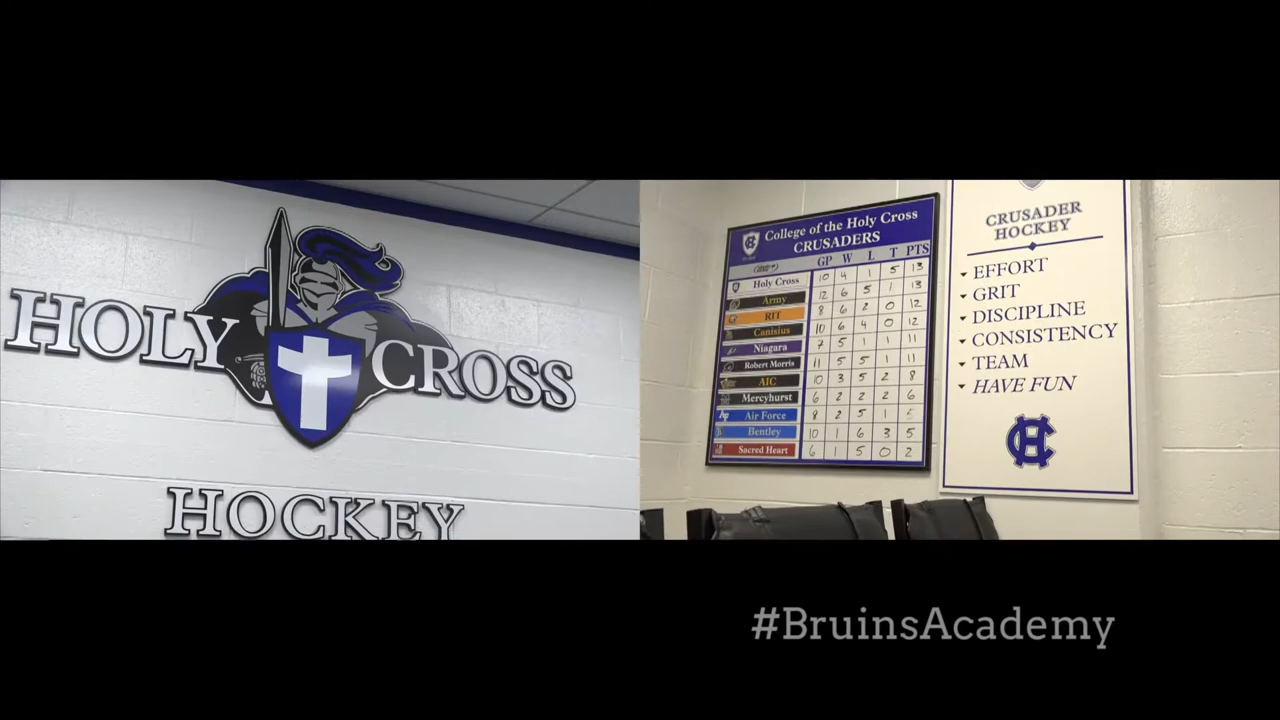 HOLY CROSS
HOCKEY
College of the Holy Cross
CRUSADERS
GP W L T PTS
Holy Cross 10 4 1 5 13
Army 12 6 5 1 13
RIT 8 6 2 0 12
Canisius 10 6 4 0 12
Niagara 7 5 1 1 11
Robert Morris 11 5 5 1 11
AIC 10 3 5 2 8
Mercyhurst 6 2 2 2 6
Air Force 8 2 5 1
Bentley 10 1 6 3 5
Sacred Heart 6 1 5 0 2
CRUSADER
HOCKEY
EFFORT
GRIT
DISCIPLINE
CONSISTENCY
TEAM
HAVE FUN
HC
#BruinsAcademy